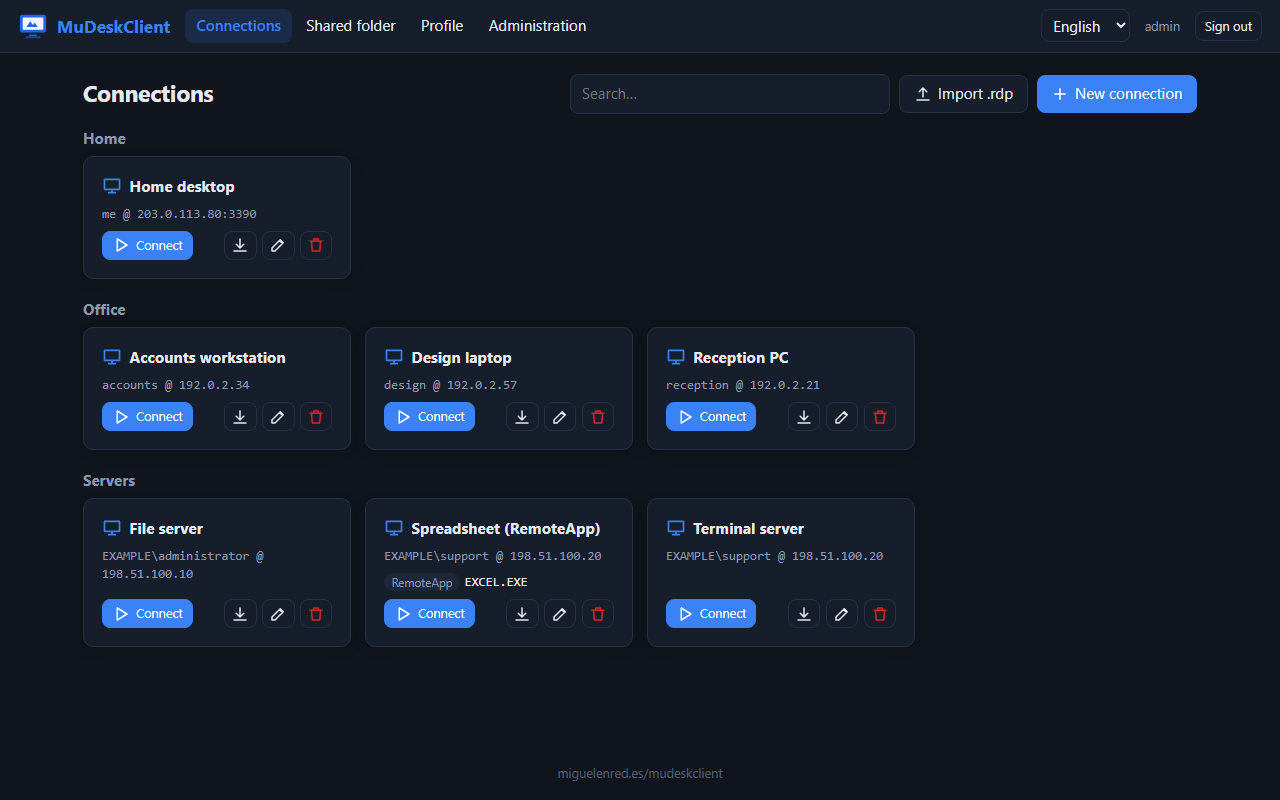 MuDeskClient Connections Shared folder Profile Administration English admin Sign out
Connections Search... Import .rdp New connection
Home
Home desktop
me @ 203.0.113.80:3390
Connect
Office
Accounts workstation
accounts @ 192.0.2.34
Connect
Design laptop
design @ 192.0.2.57
Connect
Reception PC
reception @ 192.0.2.21
Connect
Servers
File server
EXAMPLE\administrator @
198.51.100.10
Connect
Spreadsheet (RemoteApp)
EXAMPLE\support @ 198.51.100.20
RemoteApp EXCEL.EXE
Connect
Terminal server
EXAMPLE\support @ 198.51.100.20
Connect
miguelenred.es/mudeskclient